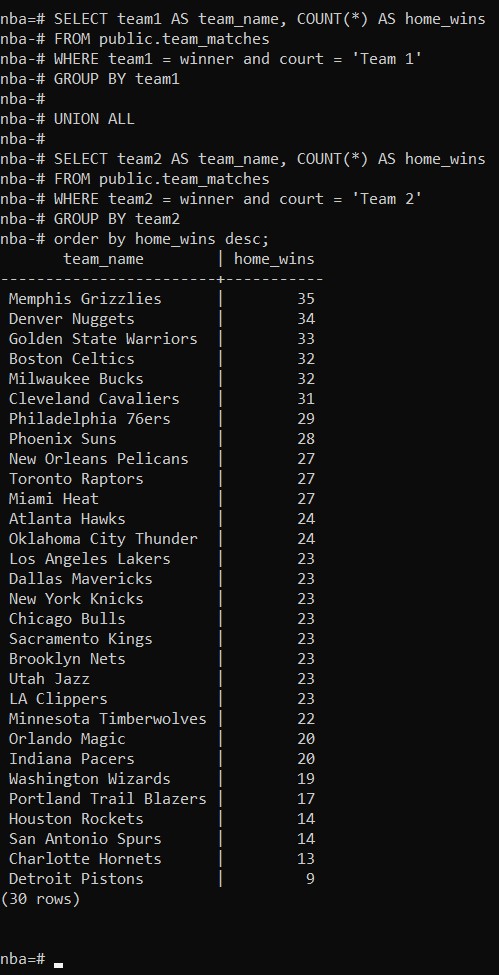 nba=# SELECT team1 AS team_name, COUNT(*) AS home_wins
nba-# FROM public.team_matches
nba-# WHERE team1 = winner and court = 'Team 1'
nba-# GROUP BY team1
nba-#
nba-# UNION ALL
nba-#
nba-# SELECT team2 AS team_name, COUNT(*) AS home_wins
nba-# FROM public.team_matches
nba-# WHERE team2 = winner and court = 'Team 2'
nba-# GROUP BY team2
nba-# order by home_wins desc;
       team_name        | home_wins
------------------------+-----------
 Memphis Grizzlies      |        35
 Denver Nuggets         |        34
 Golden State Warriors  |        33
 Boston Celtics         |        32
 Milwaukee Bucks        |        32
 Cleveland Cavaliers    |        31
 Philadelphia 76ers     |        29
 Phoenix Suns           |        28
 New Orleans Pelicans   |        27
 Toronto Raptors        |        27
 Miami Heat             |        27
 Atlanta Hawks          |        24
 Oklahoma City Thunder  |        24
 Los Angeles Lakers     |        23
 Dallas Mavericks       |        23
 New York Knicks        |        23
 Chicago Bulls          |        23
 Sacramento Kings       |        23
 Brooklyn Nets          |        23
 Utah Jazz              |        23
 LA Clippers            |        23
 Minnesota Timberwolves |        22
 Orlando Magic          |        20
 Indiana Pacers         |        20
 Washington Wizards     |        19
 Portland Trail Blazers |        17
 Houston Rockets        |        14
 San Antonio Spurs      |        14
 Charlotte Hornets      |        13
 Detroit Pistons        |         9
(30 rows)
nba=#